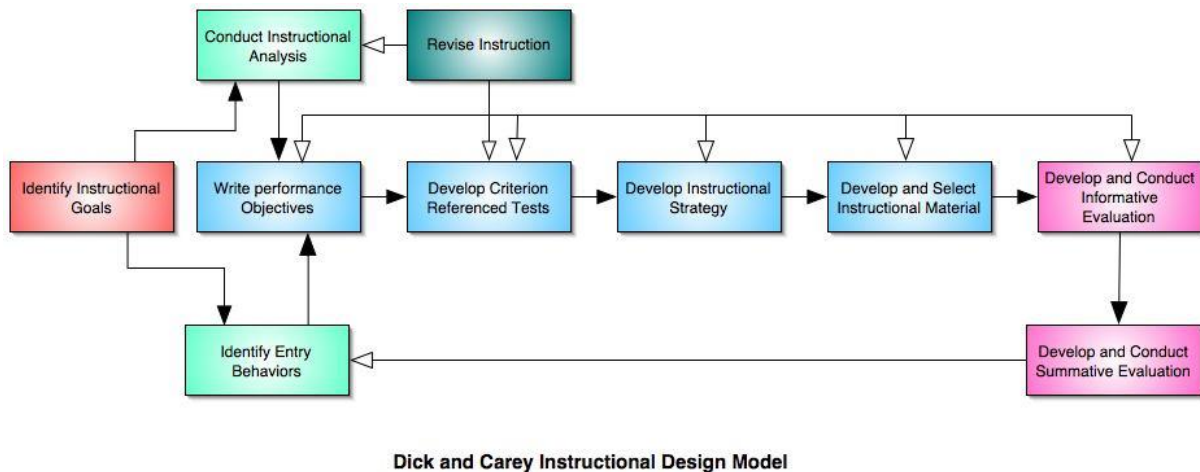 Conduct Instructional
Analysis
Revise Instruction
Identify Instructional
Goals
Write performance
Objectives
Develop Criterion
Referenced Tests
Develop Instructional
Strategy
Develop and Select
Instructional Material
Develop and Conduct
Informative
Evaluation
Identify Entry
Behaviors
Develop and Conduct
Summative Evaluation
Dick and Carey Instructional Design Model